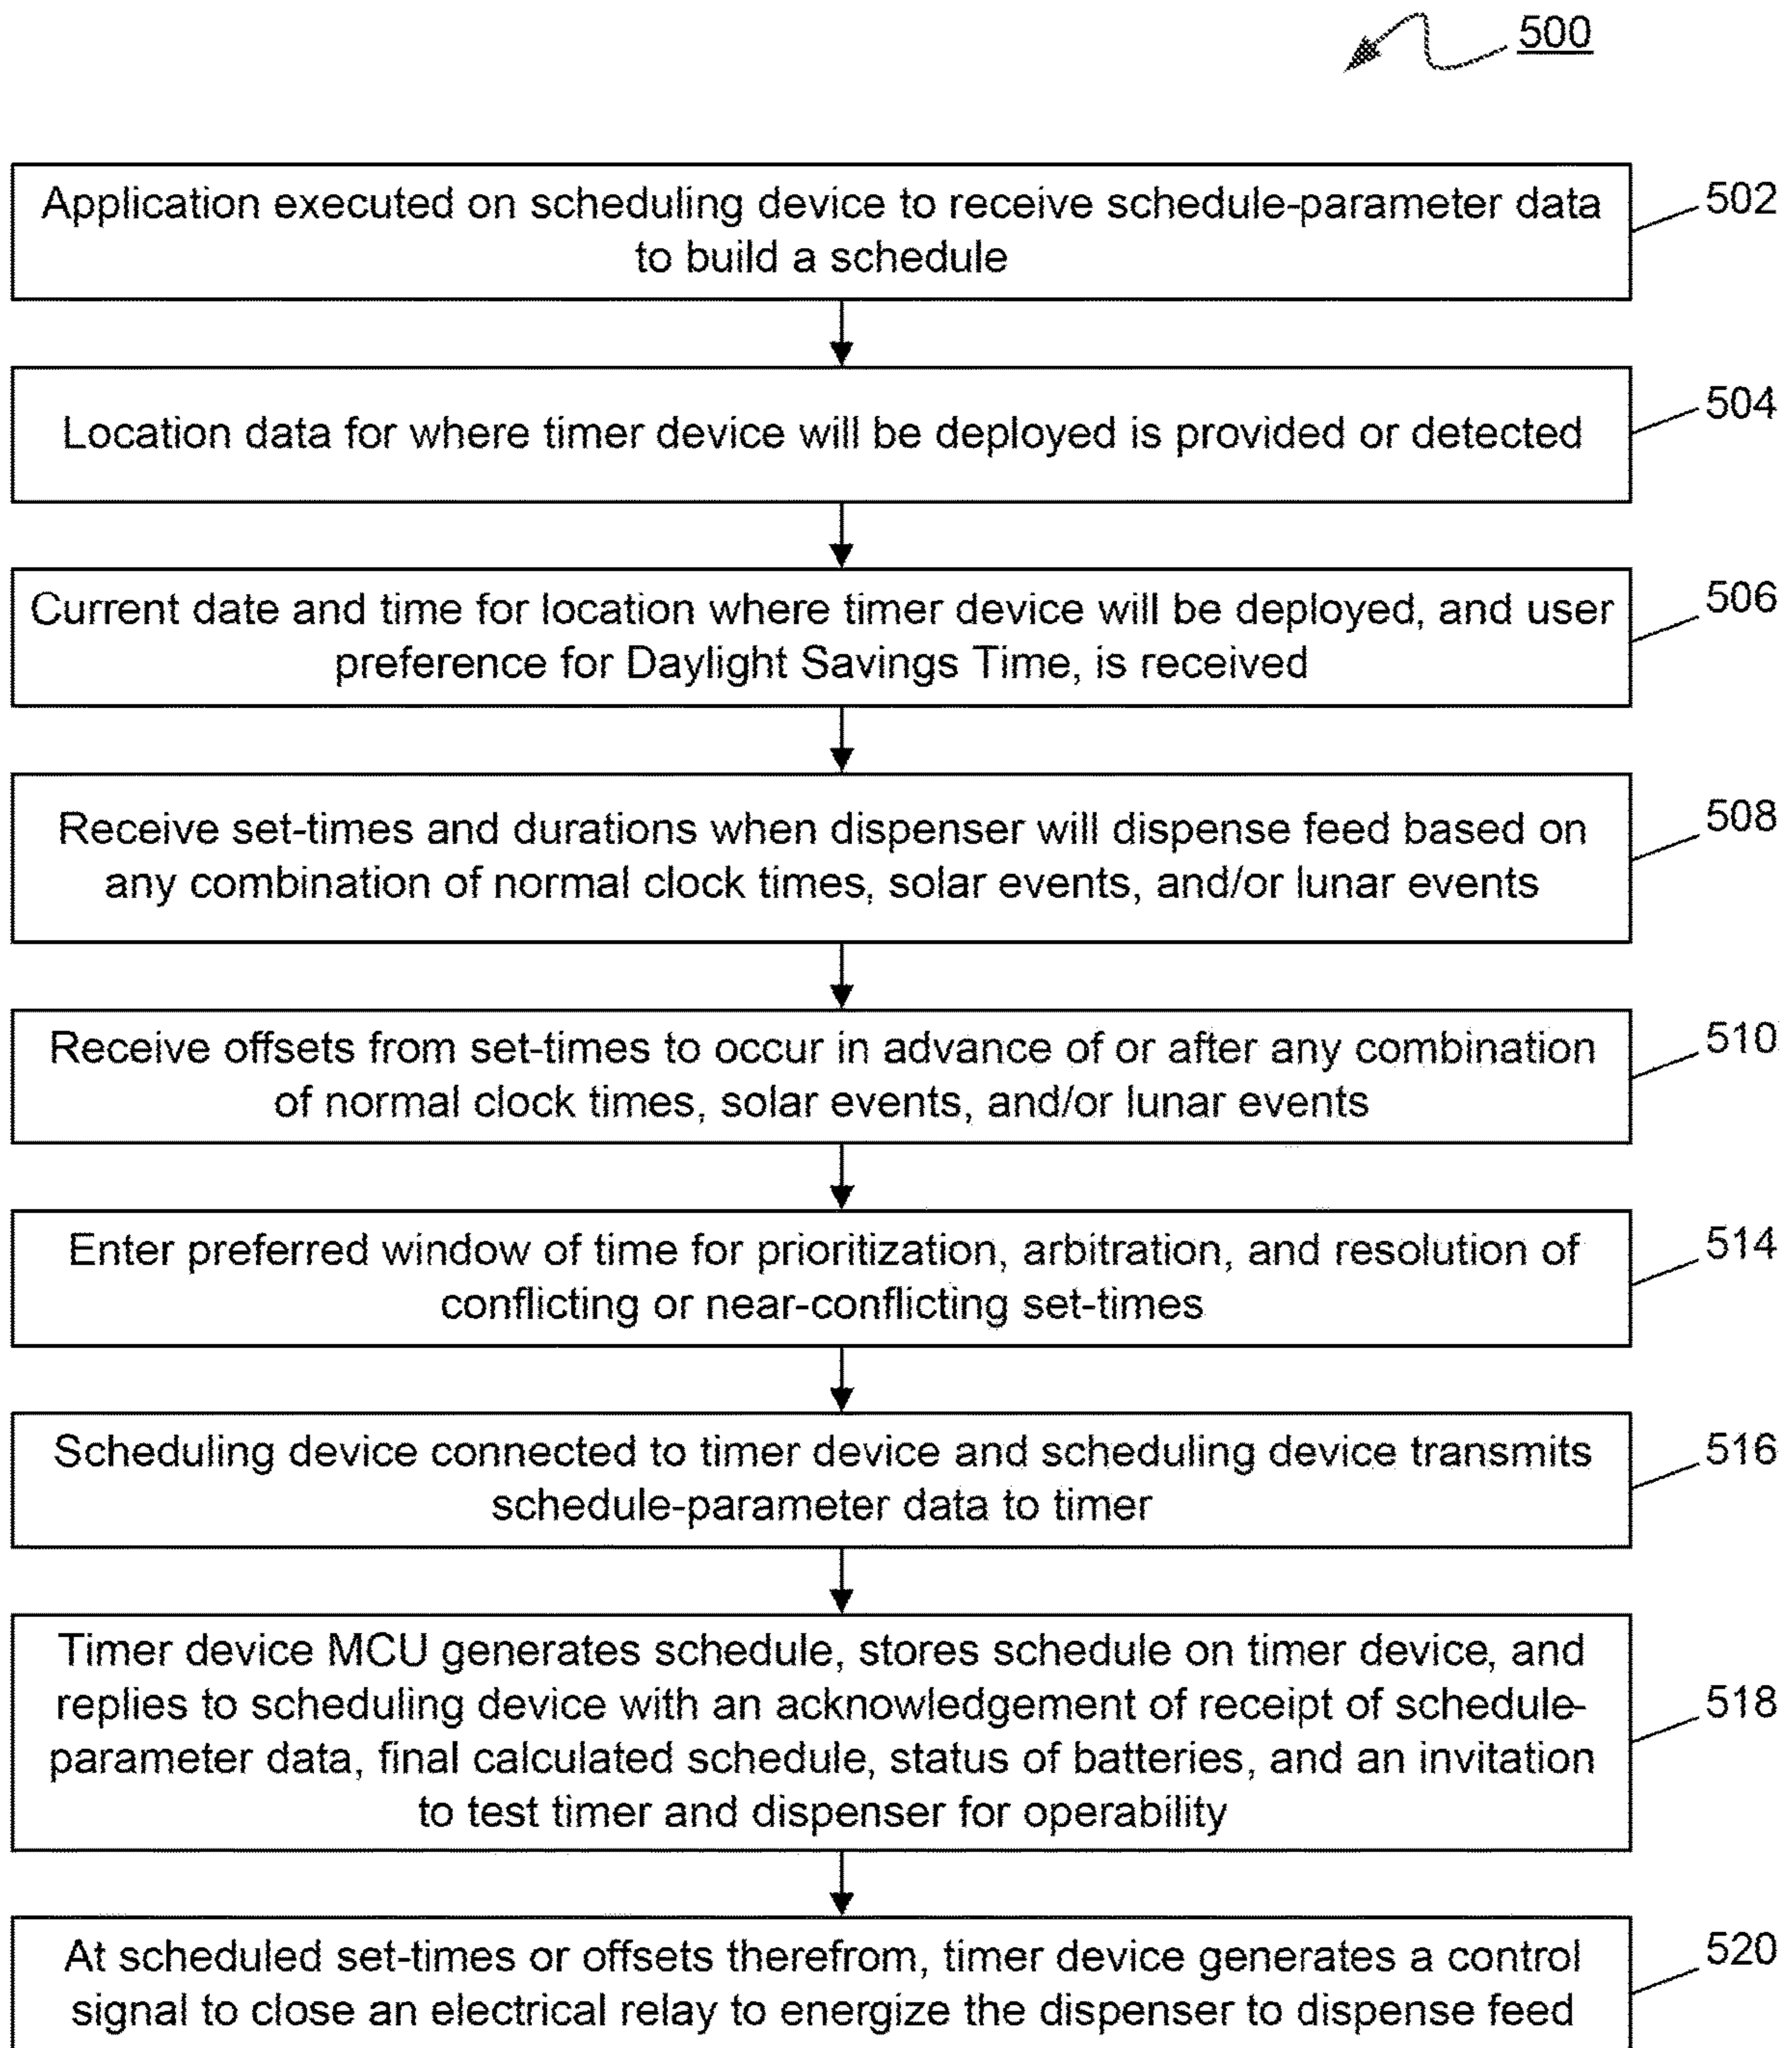 500
Application executed on scheduling device to receive schedule-parameter data
to build a schedule
502
Location data for where timer device will be deployed is provided or detected
504
Current date and time for location where timer device will be deployed, and user
preference for Daylight Savings Time, is received
506
Receive set-times and durations when dispenser will dispense feed based on
any combination of normal clock times, solar events, and/or lunar events
508
Receive offsets from set-times to occur in advance of or after any combination
of normal clock times, solar events, and/or lunar events
510
Enter preferred window of time for prioritization, arbitration, and resolution of
conflicting or near-conflicting set-times
514
Scheduling device connected to timer device and scheduling device transmits
schedule-parameter data to timer
516
Timer device MCU generates schedule, stores schedule on timer device, and
replies to scheduling device with an acknowledgement of receipt of schedule-
parameter data, final calculated schedule, status of batteries, and an invitation
to test timer and dispenser for operability
518
At scheduled set-times or offsets therefrom, timer device generates a control
signal to close an electrical relay to energize the dispenser to dispense feed
520